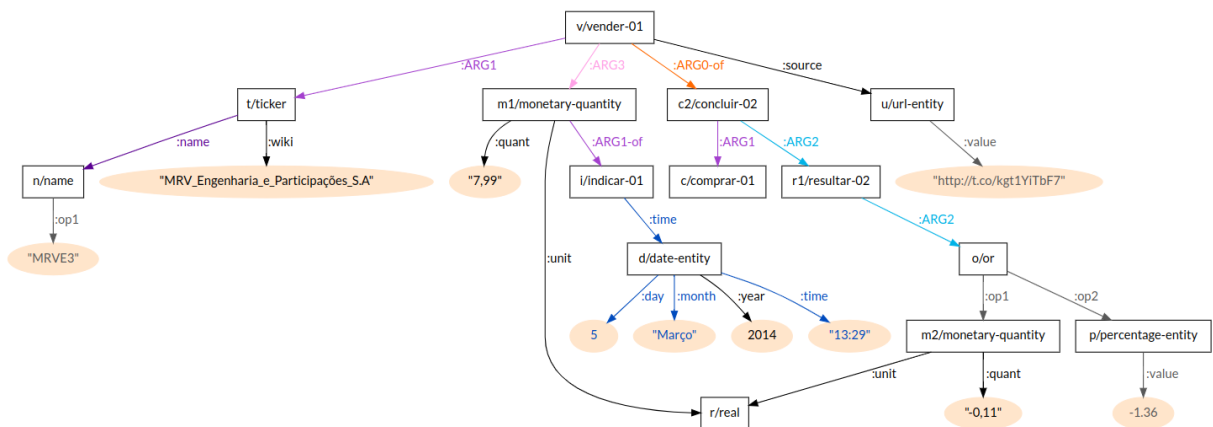 v/vender-01
:ARG1 :ARG3 :ARG0-of :source
t/ticker m1/monetary-quantity c2/concluir-02 u/url-entity
:name :wiki :quant :ARG1-of :ARG1 :ARG2 :value
n/name "MRV_Engenharia_e_Participações_S.A" "7,99" i/indicar-01 c/comprar-01 r1/resultar-02 "http://t.co/kgt1YiTbF7"
:op1 :time :ARG2
"MRVE3" :unit d/date-entity o/or
:day :month :year :time :op1 :op2
5 "Março" 2014 "13:29" m2/monetary-quantity p/percentage-entity
:unit :quant :value
r/real "-0,11" -1.36